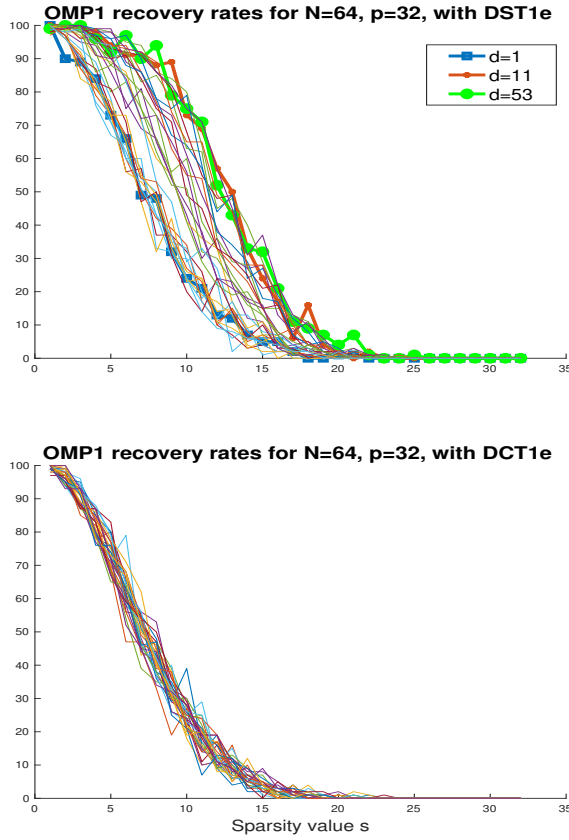 OMP1 recovery rates for N=64, p=32, with DST1e
100
90
80
70
60
50
40
30
20
10
0
d=1
d=11
d=53
0 5 10 15 20 25 30 35
OMP1 recovery rates for N=64, p=32, with DCT1e
100
90
80
70
60
50
40
30
20
10
0
0 5 10 15 20 25 30 35
Sparsity value s